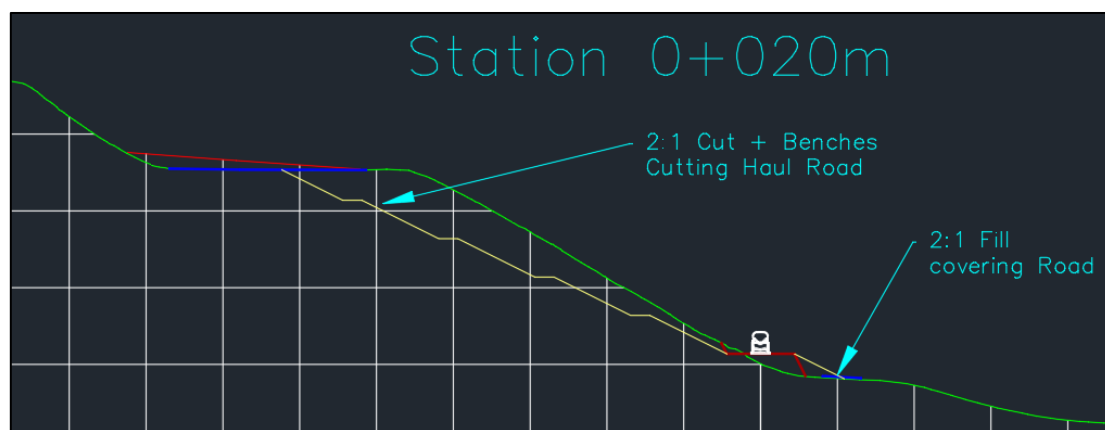 Station 0+020m
2:1 Cut + Benches
Cutting Haul Road
2:1 Fill
covering Road